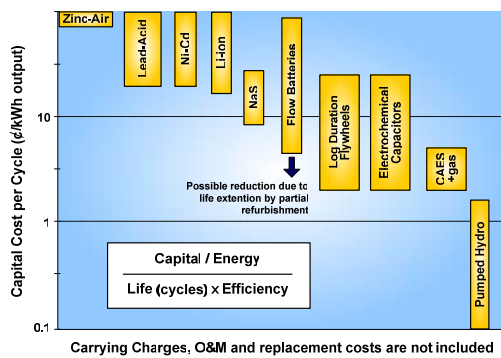 Zinc-Air
Lead-Acid
Ni-Cd
Li-ion
NaS
Flow Batteries
Log Duration
Flywheels
Electrochemical
Capacitors
CAES
+gas
Pumped Hydro
Capital Cost per Cycle (¢/kWh output)
10
1
0.1
Possible reduction due to
life extention by partial
refurbishment
Capital / Energy
Life (cycles) x Efficiency
Carrying Charges, O&M and replacement costs are not included